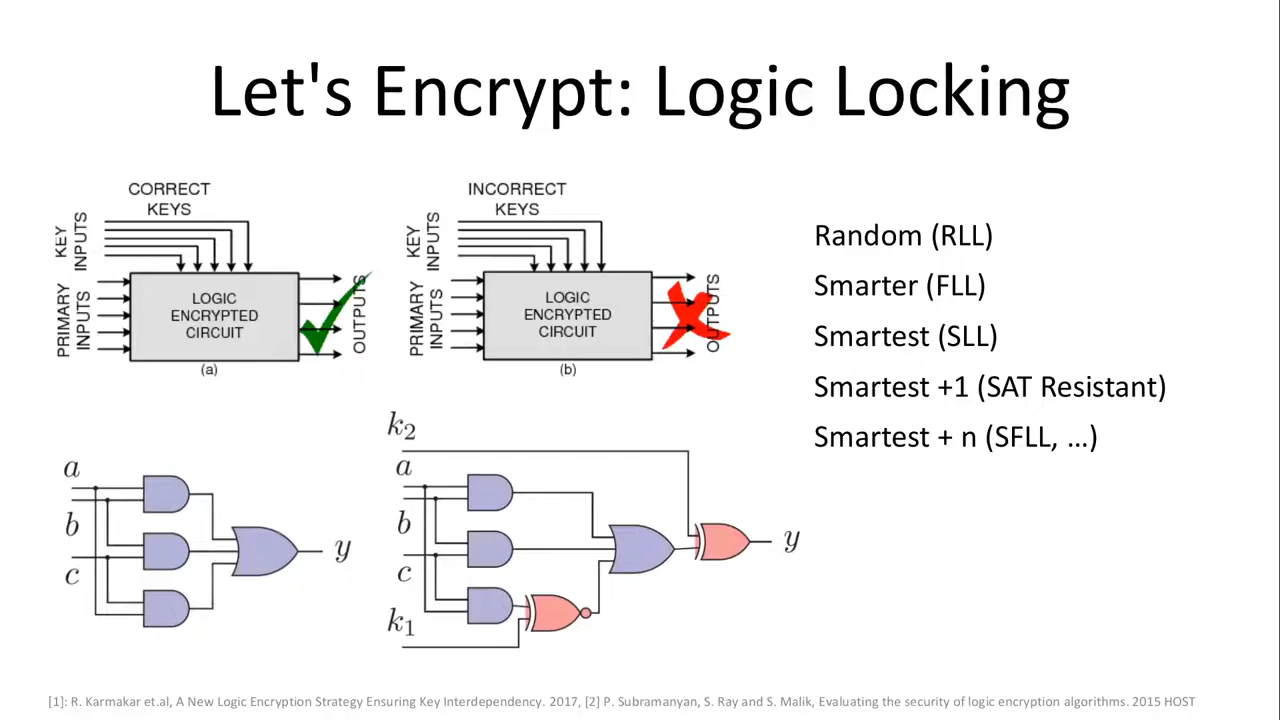 Let's Encrypt: Logic Locking
CORRECT
KEYS
KEY
INPUTS
PRIMARY
INPUTS
LOGIC
ENCRYPTED
CIRCUIT
OUTPUTS
(a)
INCORRECT
KEYS
KEY
INPUTS
PRIMARY
INPUTS
LOGIC
ENCRYPTED
CIRCUIT
OUTPUTS
(b)
Random (RLL)
Smarter (FLL)
Smartest (SLL)
Smartest +1 (SAT Resistant)
Smartest + n (SFLL, ...)
a
b
c
y
k₂
a
b
c
k₁
y
[1]: R. Karmakar et.al, A New Logic Encryption Strategy Ensuring Key Interdependency. 2017, [2] P. Subramanyan, S. Ray and S. Malik, Evaluating the security of logic encryption algorithms. 2015 HOST